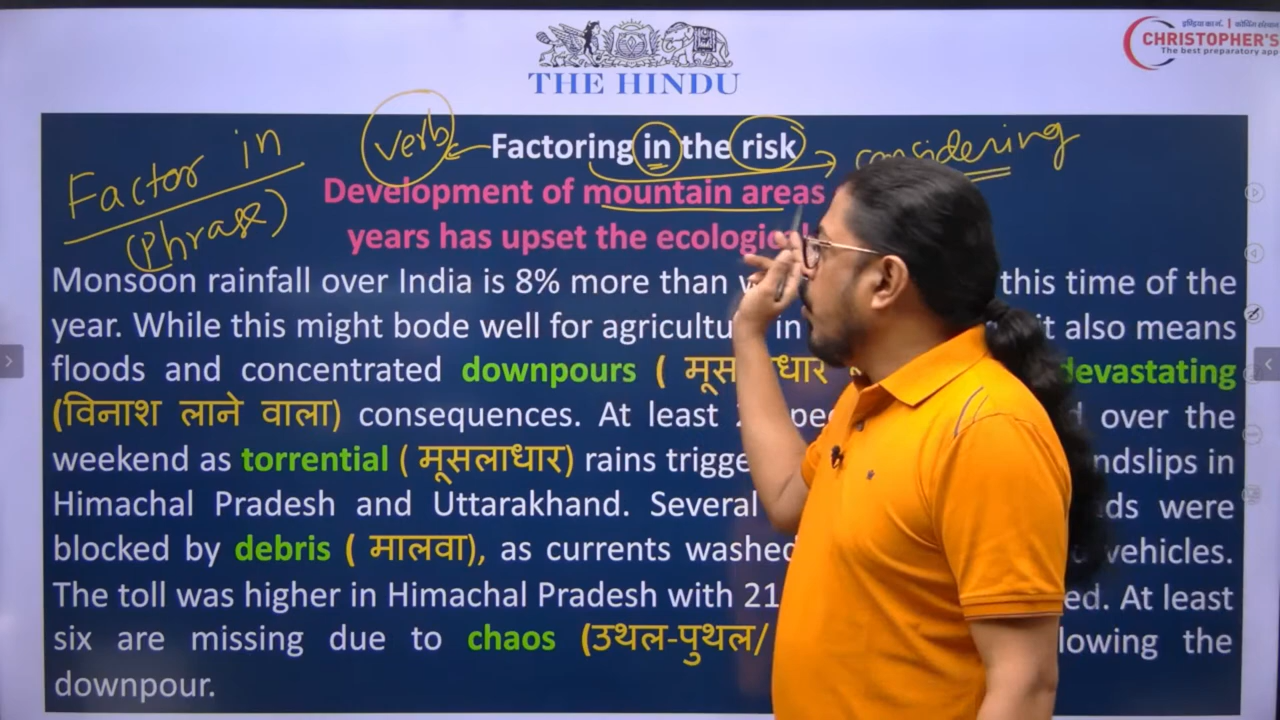 इण्डिया का नं. 1 कोचिंग संस्थान
CHRISTOPHER'S
The best preparatory app
THE HINDU
Factor in
(Phrase)
verb
Factoring in the risk
considering
Development of mountain areas
years has upset the ecological
Monsoon rainfall over India is 8% more than this time of the
year. While this might bode well for agricultu in it also means
floods and concentrated downpours ( मूस धार devastating
(विनाश लाने वाला) consequences. At least over the
weekend as torrential ( मूसलाधार) rains trigge ndslips in
Himachal Pradesh and Uttarakhand. Several ds were
blocked by debris ( मालवा), as currents washed vehicles.
The toll was higher in Himachal Pradesh with 21 ed. At least
six are missing due to chaos (उथल-पुथल/ lowing the
downpour.